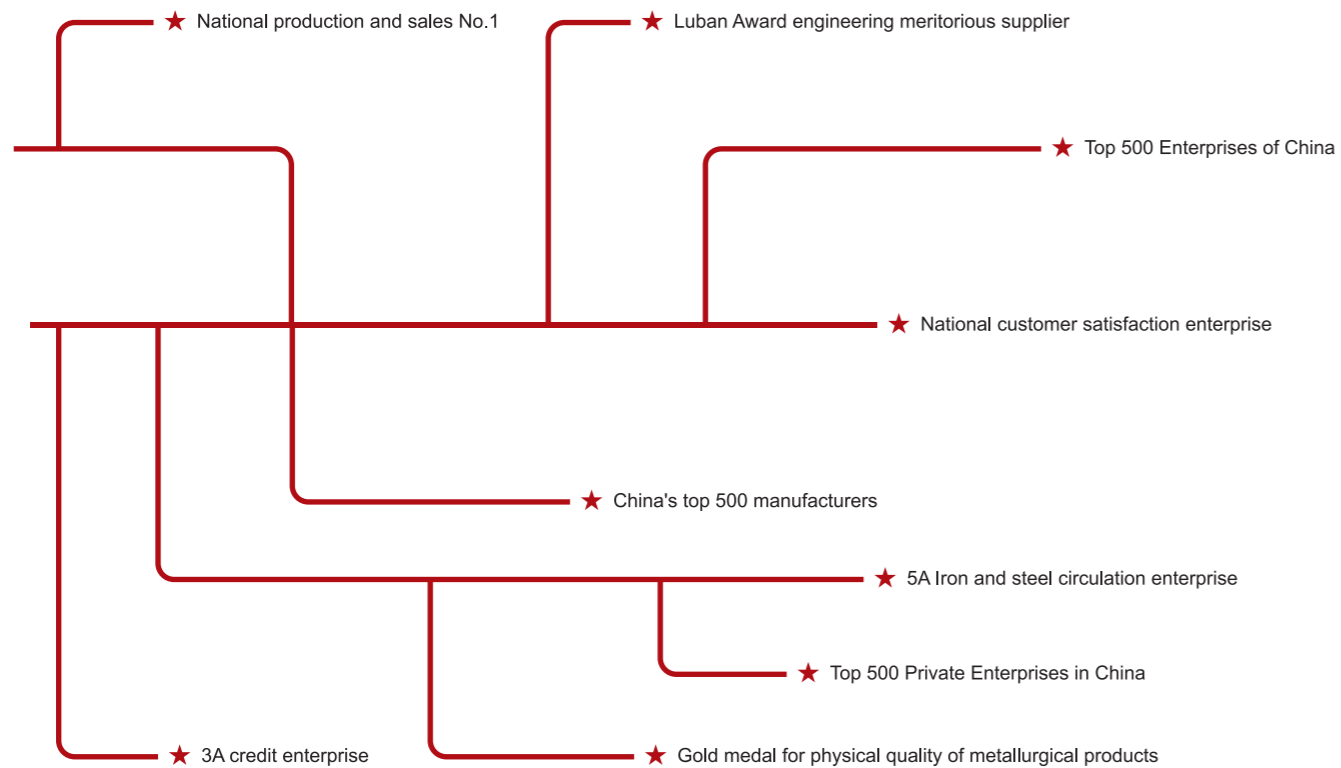 National production and sales No.1
Luban Award engineering meritorious supplier
Top 500 Enterprises of China
National customer satisfaction enterprise
China's top 500 manufacturers
5A Iron and steel circulation enterprise
Top 500 Private Enterprises in China
3A credit enterprise
Gold medal for physical quality of metallurgical products